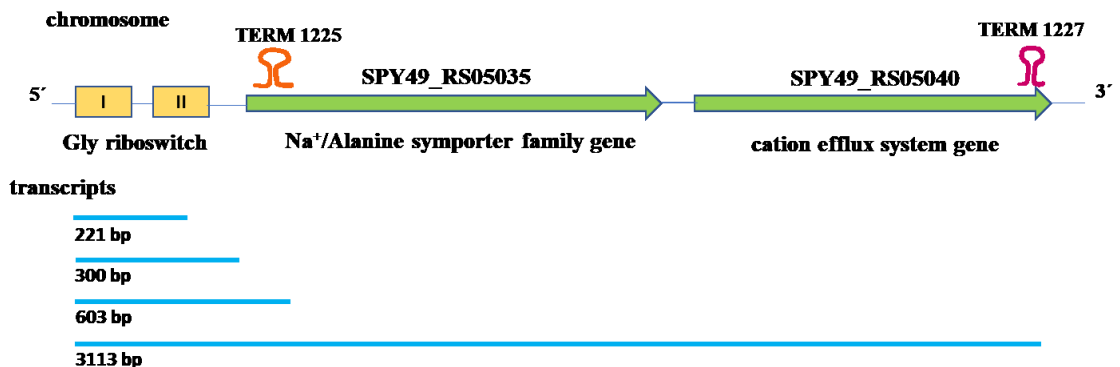 chromosome
TERM 1225
TERM 1227
SPY49_RS05035
SPY49_RS05040
5´
I
II
3´
Gly riboswitch
Na⁺/Alanine symporter family gene
cation efflux system gene
transcripts
221 bp
300 bp
603 bp
3113 bp